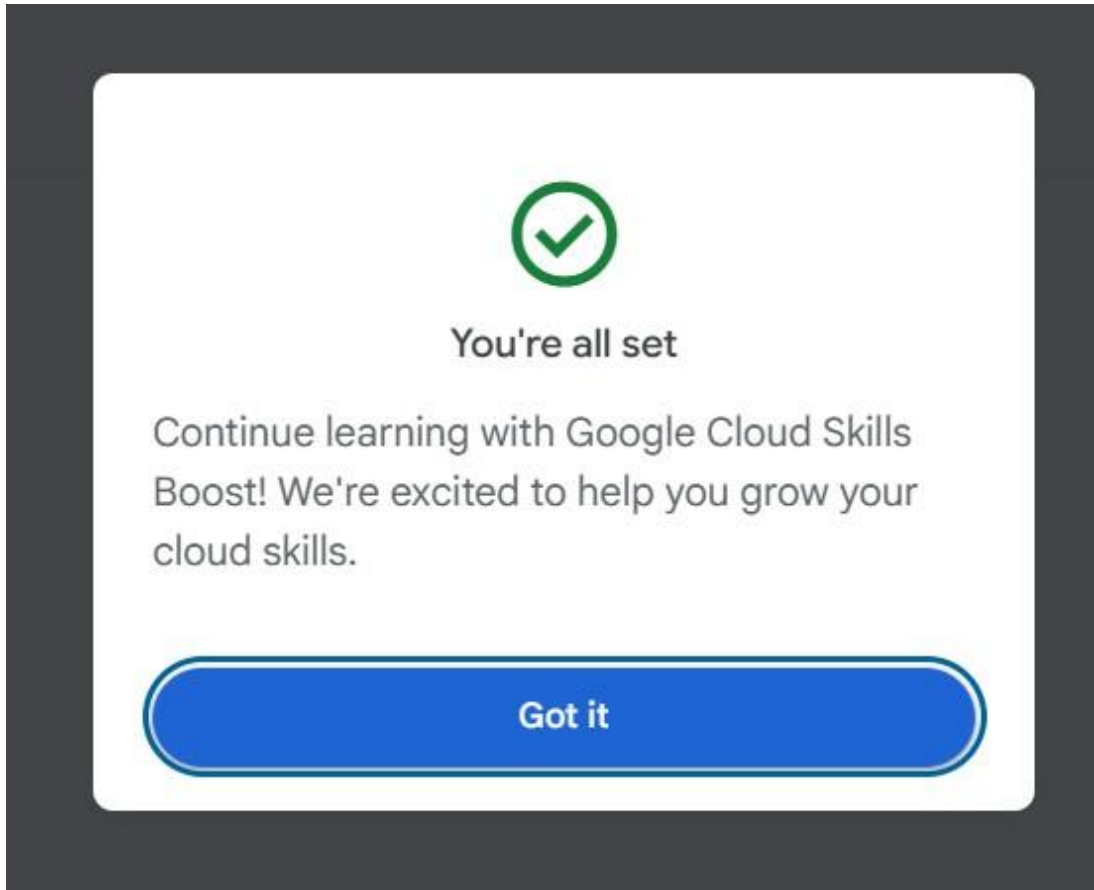 You're all set
Continue learning with Google Cloud Skills
Boost! We're excited to help you grow your
cloud skills.
Got it